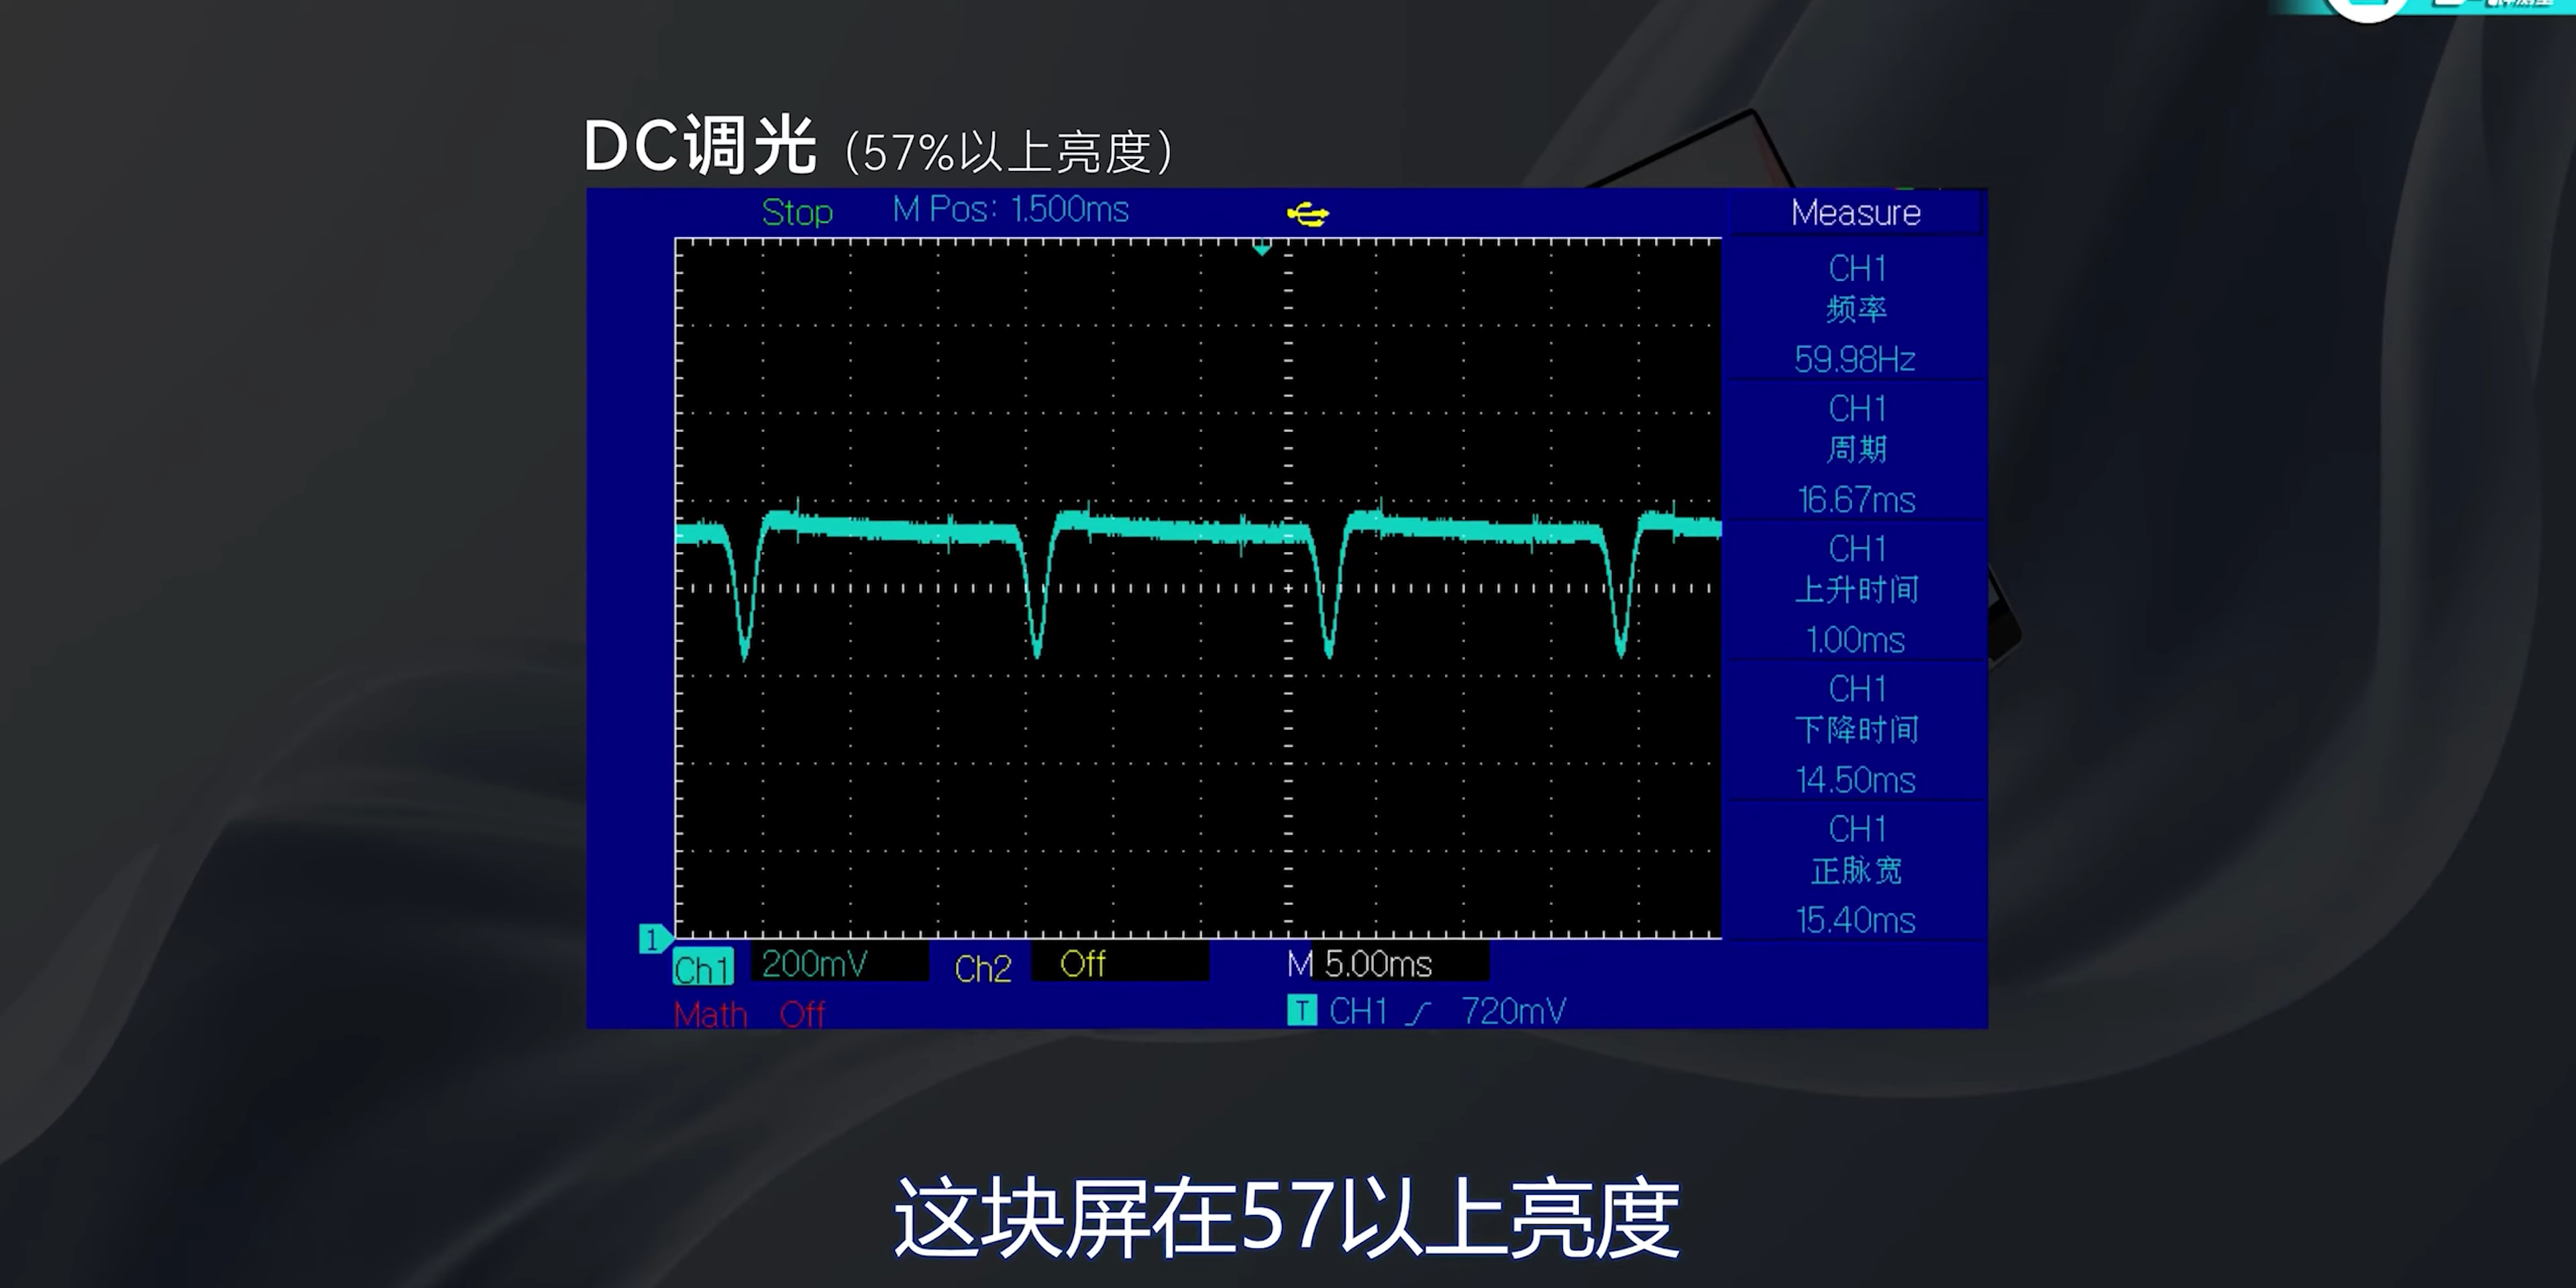 DC调光 (57%以上亮度)
Stop M Pos: 1.500ms Measure
CH1
频率
59.98Hz
CH1
周期
16.67ms
CH1
上升时间
1.00ms
CH1
下降时间
14.50ms
CH1
正脉宽
15.40ms
1
Ch1 200mV Ch2 Off M 5.00ms
Math Off T CH1 720mV
这块屏在57以上亮度